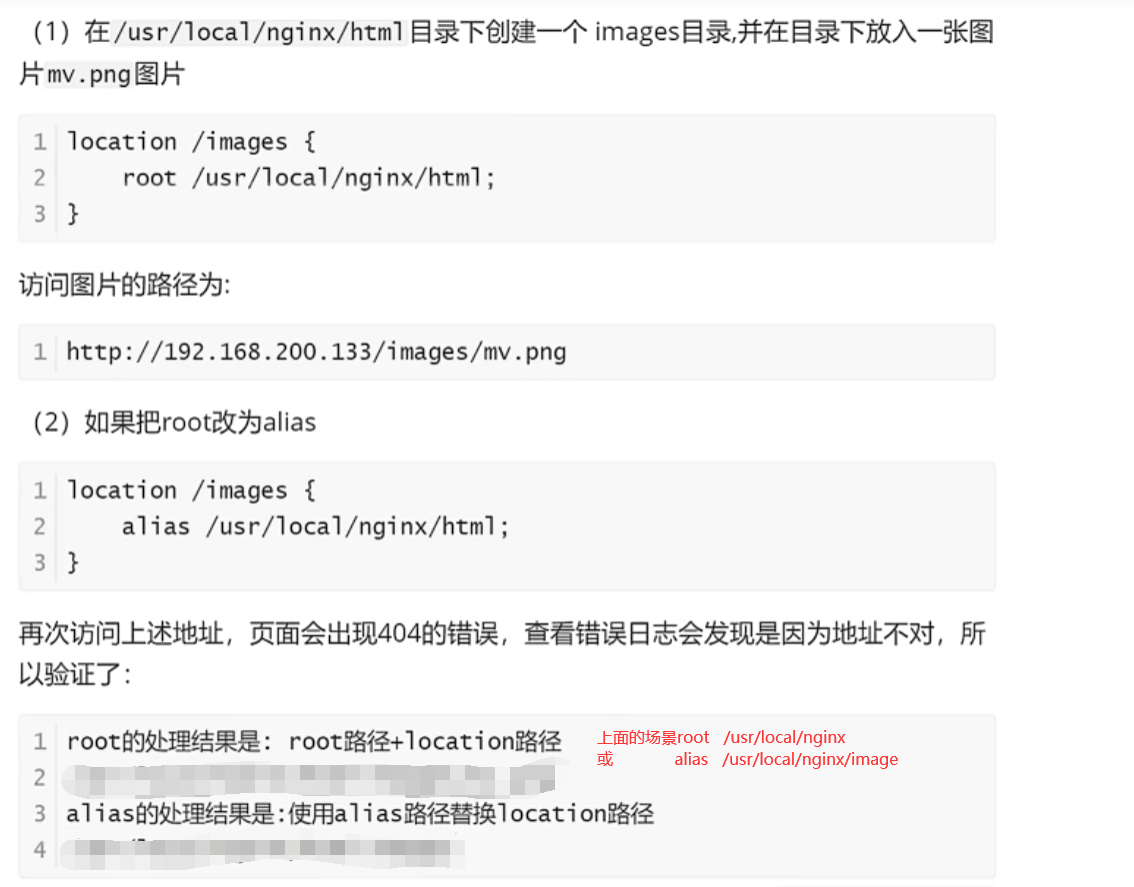 （1）在/usr/local/nginx/html目录下创建一个 images目录,并在目录下放入一张图
片mv.png图片
1 location /images {
2     root /usr/local/nginx/html;
3 }
访问图片的路径为:
1 http://192.168.200.133/images/mv.png
（2）如果把root改为alias
1 location /images {
2     alias /usr/local/nginx/html;
3 }
再次访问上述地址，页面会出现404的错误，查看错误日志会发现是因为地址不对，所
以验证了：
1 root的处理结果是: root路径+location路径
上面的场景root /usr/local/nginx
2
或 alias /usr/local/nginx/image
3 alias的处理结果是:使用alias路径替换location路径
4